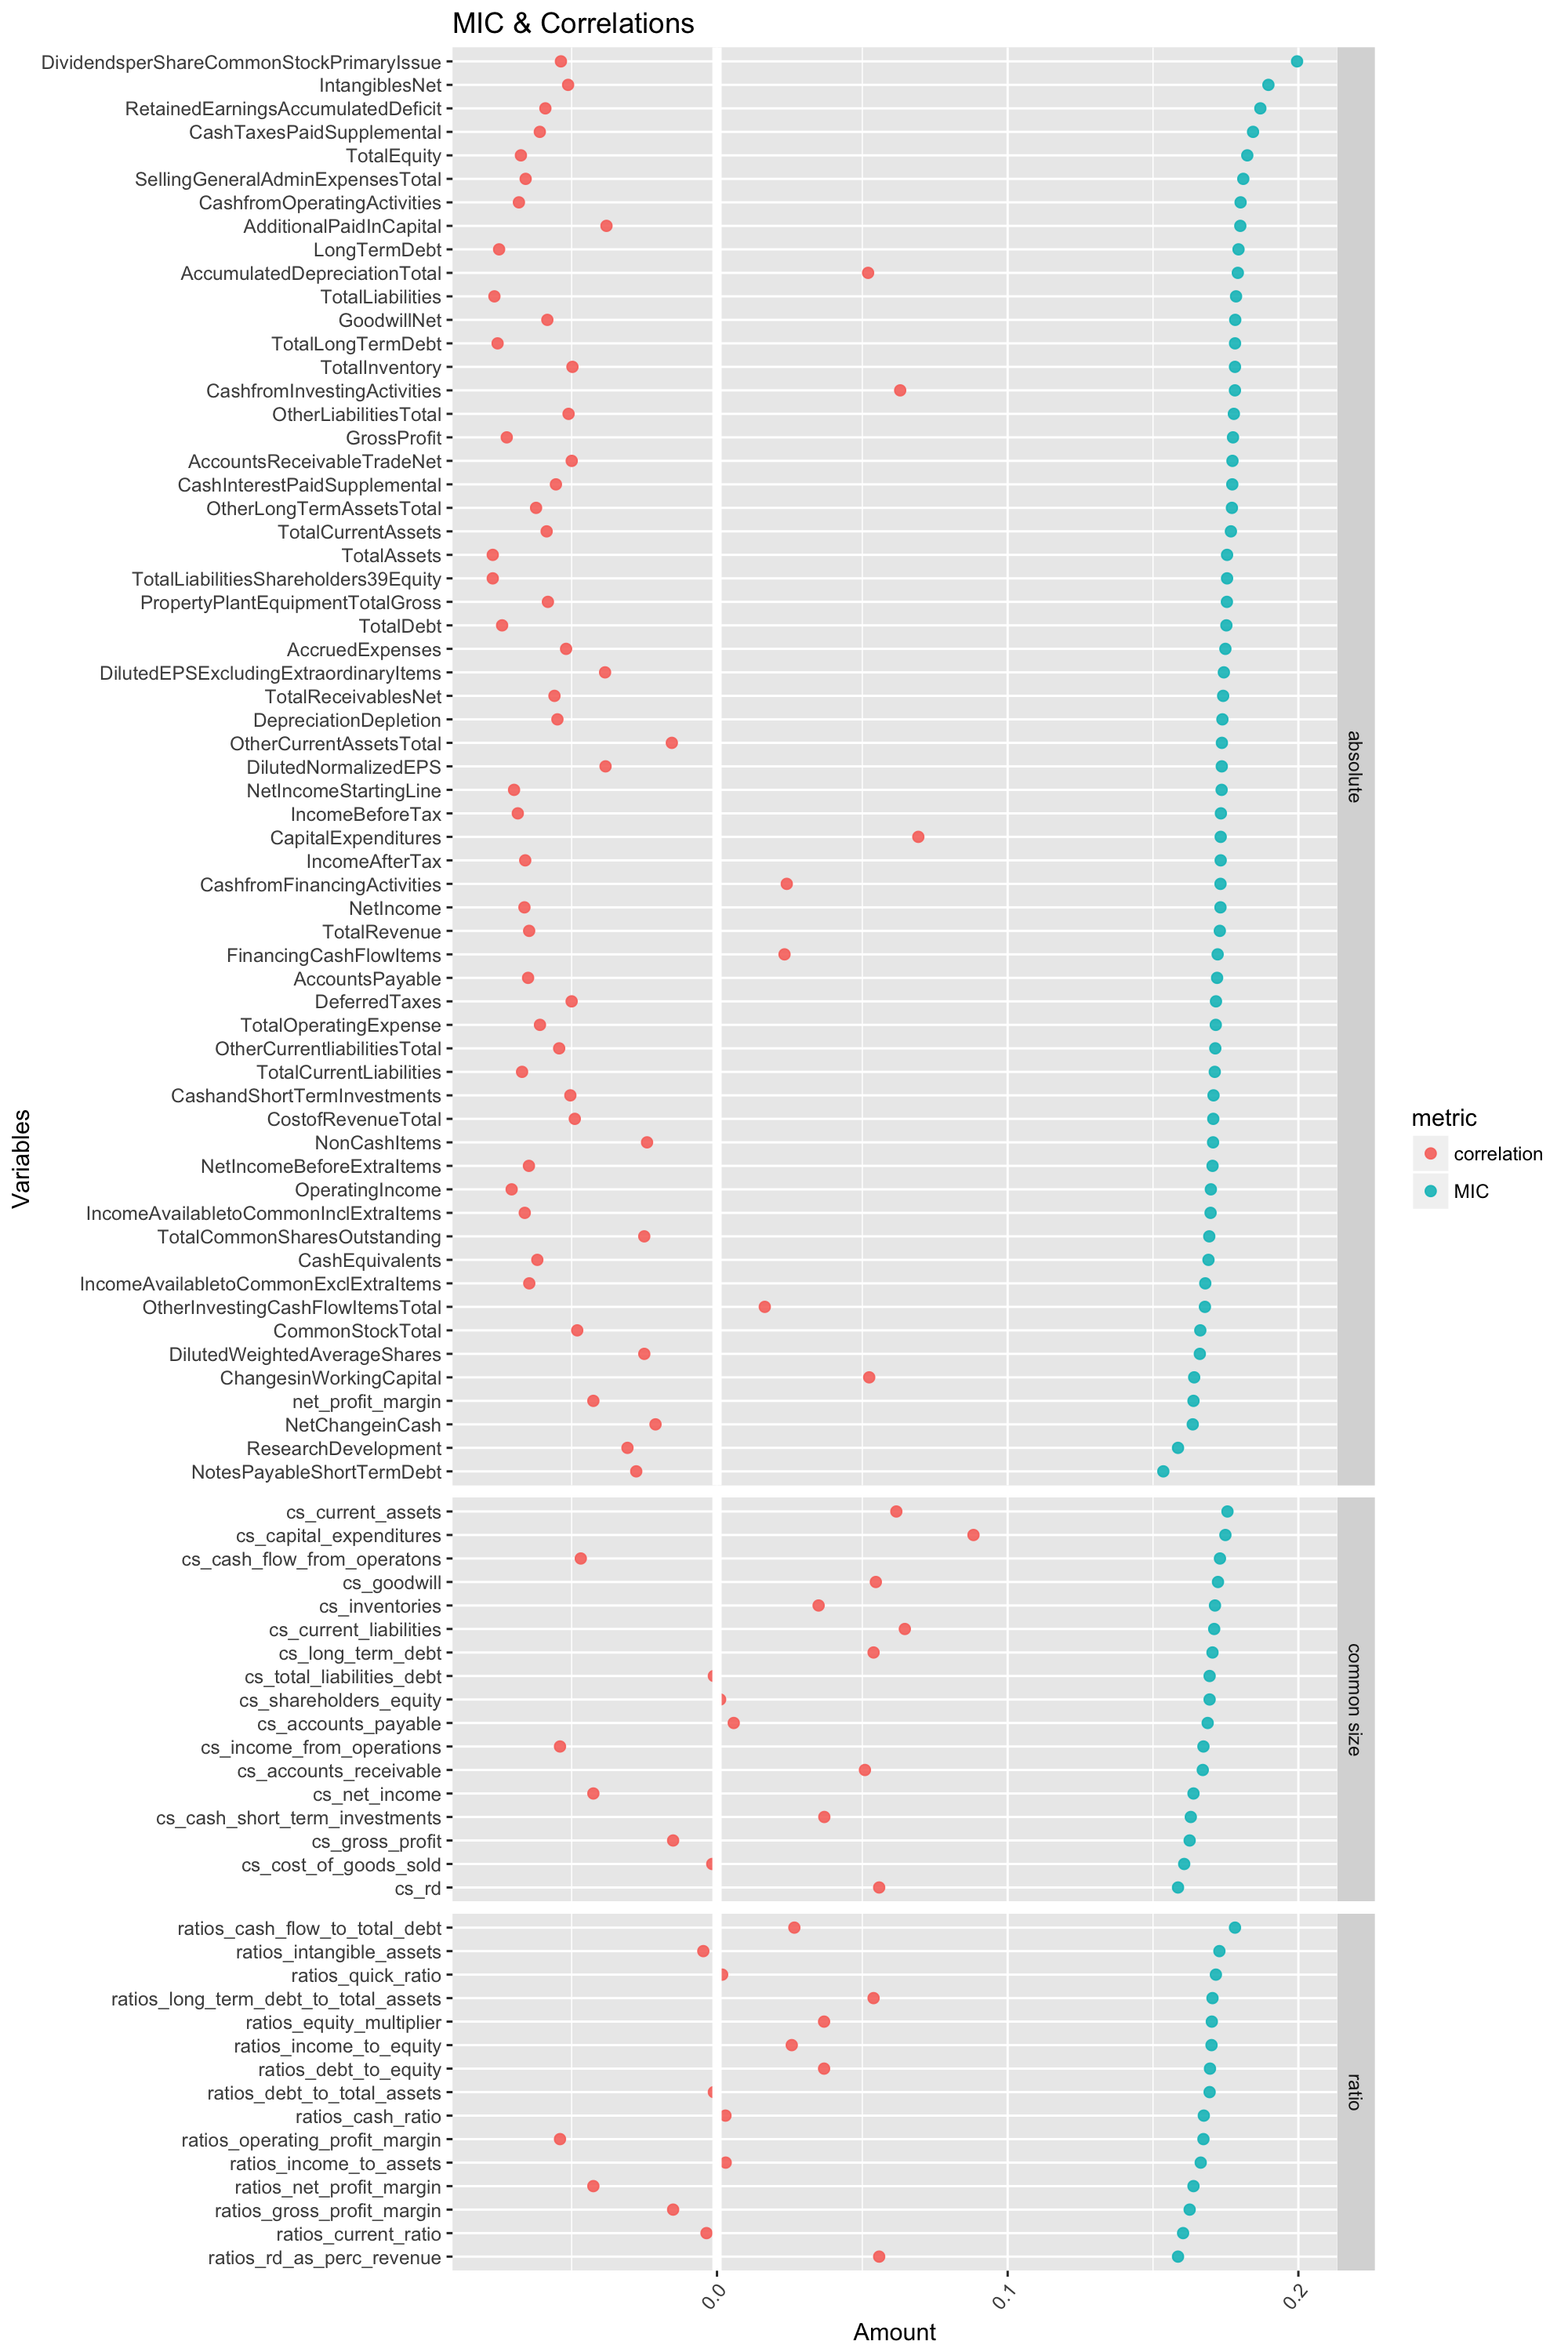 MIC & Correlations
DividendsperShareCommonStockPrimaryIssue
IntangiblesNet
RetainedEarningsAccumulatedDeficit
CashTaxesPaidSupplemental
TotalEquity
SellingGeneralAdminExpensesTotal
CashfromOperatingActivities
AdditionalPaidInCapital
LongTermDebt
AccumulatedDepreciationTotal
TotalLiabilities
GoodwillNet
TotalLongTermDebt
TotalInventory
CashfromInvestingActivities
OtherLiabilitiesTotal
GrossProfit
AccountsReceivableTradeNet
CashInterestPaidSupplemental
OtherLongTermAssetsTotal
TotalCurrentAssets
TotalAssets
TotalLiabilitiesShareholders39Equity
PropertyPlantEquipmentTotalGross
TotalDebt
AccruedExpenses
DilutedEPSExcludingExtraordinaryItems
TotalReceivablesNet
DepreciationDepletion
OtherCurrentAssetsTotal
DilutedNormalizedEPS
NetIncomeStartingLine
IncomeBeforeTax
CapitalExpenditures
IncomeAfterTax
CashfromFinancingActivities
NetIncome
TotalRevenue
FinancingCashFlowItems
AccountsPayable
DeferredTaxes
TotalOperatingExpense
OtherCurrentliabilitiesTotal
TotalCurrentLiabilities
CashandShortTermInvestments
CostofRevenueTotal
NonCashItems
NetIncomeBeforeExtraItems
OperatingIncome
IncomeAvailabletoCommonInclExtraItems
TotalCommonSharesOutstanding
CashEquivalents
IncomeAvailabletoCommonExclExtraItems
OtherInvestingCashFlowItemsTotal
CommonStockTotal
DilutedWeightedAverageShares
ChangesinWorkingCapital
net_profit_margin
NetChangeinCash
ResearchDevelopment
NotesPayableShortTermDebt
absolute
cs_current_assets
cs_capital_expenditures
cs_cash_flow_from_operatons
cs_goodwill
cs_inventories
cs_current_liabilities
cs_long_term_debt
cs_total_liabilities_debt
cs_shareholders_equity
cs_accounts_payable
cs_income_from_operations
cs_accounts_receivable
cs_net_income
cs_cash_short_term_investments
cs_gross_profit
cs_cost_of_goods_sold
cs_rd
common size
ratios_cash_flow_to_total_debt
ratios_intangible_assets
ratios_quick_ratio
ratios_long_term_debt_to_total_assets
ratios_equity_multiplier
ratios_income_to_equity
ratios_debt_to_equity
ratios_debt_to_total_assets
ratios_cash_ratio
ratios_operating_profit_margin
ratios_income_to_assets
ratios_net_profit_margin
ratios_gross_profit_margin
ratios_current_ratio
ratios_rd_as_perc_revenue
ratio
0.0
0.1
0.2
Amount
Variables
metric
correlation
MIC